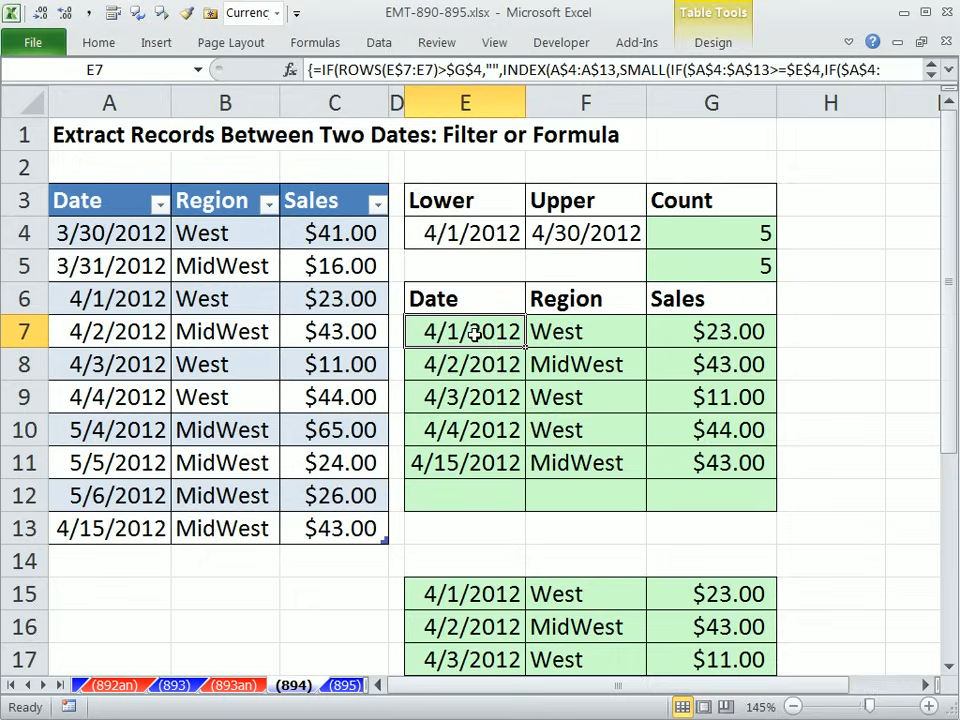 Currenc
EMT-890-895.xlsx - Microsoft Excel
Table Tools
File Home Insert Page Layout Formulas Data Review View Developer Add-Ins Design
E7 fx {=IF(ROWS(E$7:E7)>$G$4,"",INDEX(A$4:A$13,SMALL(IF($A$4:$A$13>=$E$4,IF($A$4:
A B C D E F G H
1 Extract Records Between Two Dates: Filter or Formula
2
3 Date Region Sales Lower Upper Count
4 3/30/2012 West $41.00 4/1/2012 4/30/2012 5
5 3/31/2012 MidWest $16.00 5
6 4/1/2012 West $23.00 Date Region Sales
7 4/2/2012 MidWest $43.00 4/1/2012 West $23.00
8 4/3/2012 West $11.00 4/2/2012 MidWest $43.00
9 4/4/2012 West $44.00 4/3/2012 West $11.00
10 5/4/2012 MidWest $65.00 4/4/2012 West $44.00
11 5/5/2012 MidWest $24.00 4/15/2012 MidWest $43.00
12 5/6/2012 MidWest $26.00
13 4/15/2012 MidWest $43.00
14
15 4/1/2012 West $23.00
16 4/2/2012 MidWest $43.00
17 4/3/2012 West $11.00
(892an) (893) (893an) (894) (895)
Ready 145%